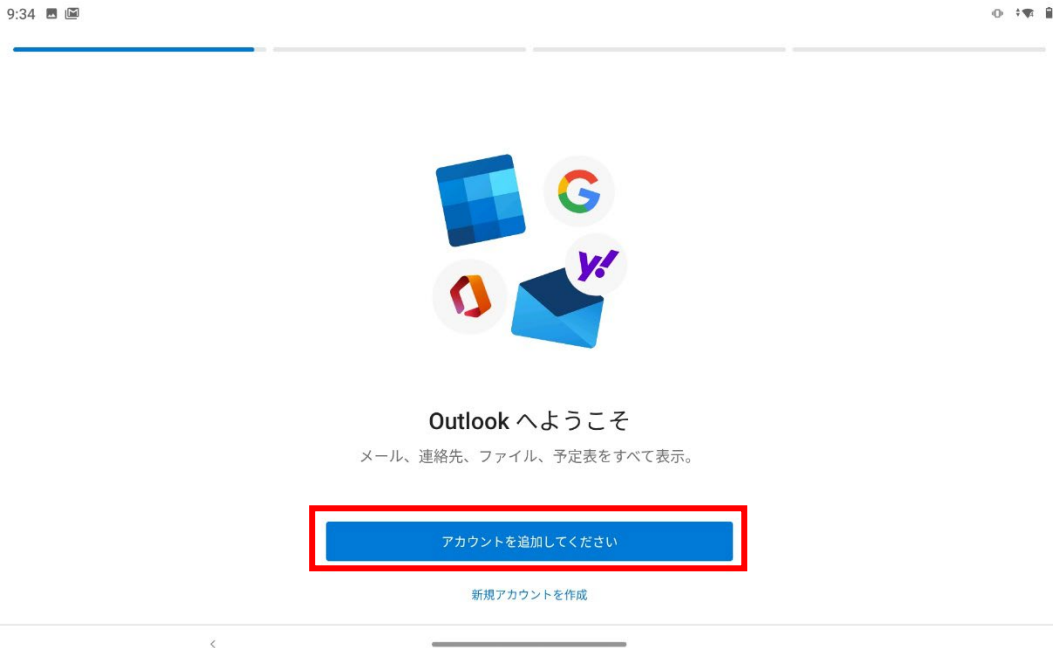 9:34
Outlook へようこそ
メール、連絡先、ファイル、予定表をすべて表示。
アカウントを追加してください
新規アカウントを作成